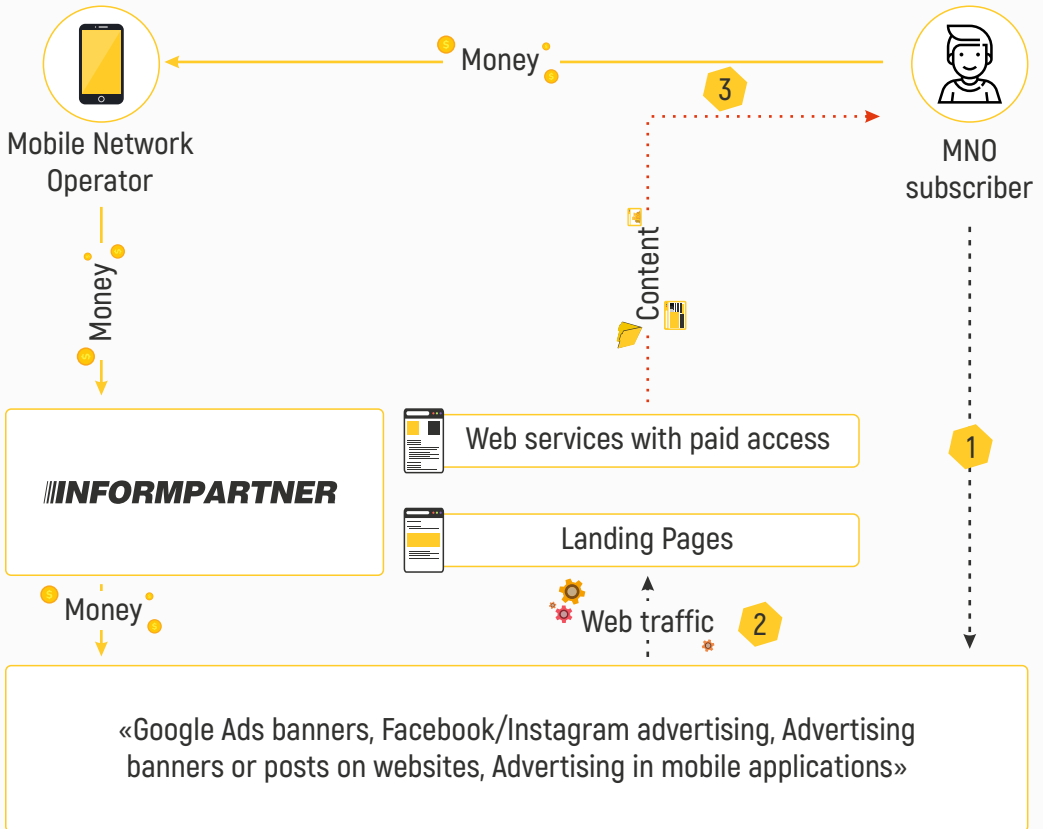 Money
3
Mobile Network
Operator
MNO
subscriber
Money
Content
1
Web services with paid access
INFORMPARTNER
Landing Pages
Money
Web traffic
2
«Google Ads banners, Facebook/Instagram advertising, Advertising
banners or posts on websites, Advertising in mobile applications»